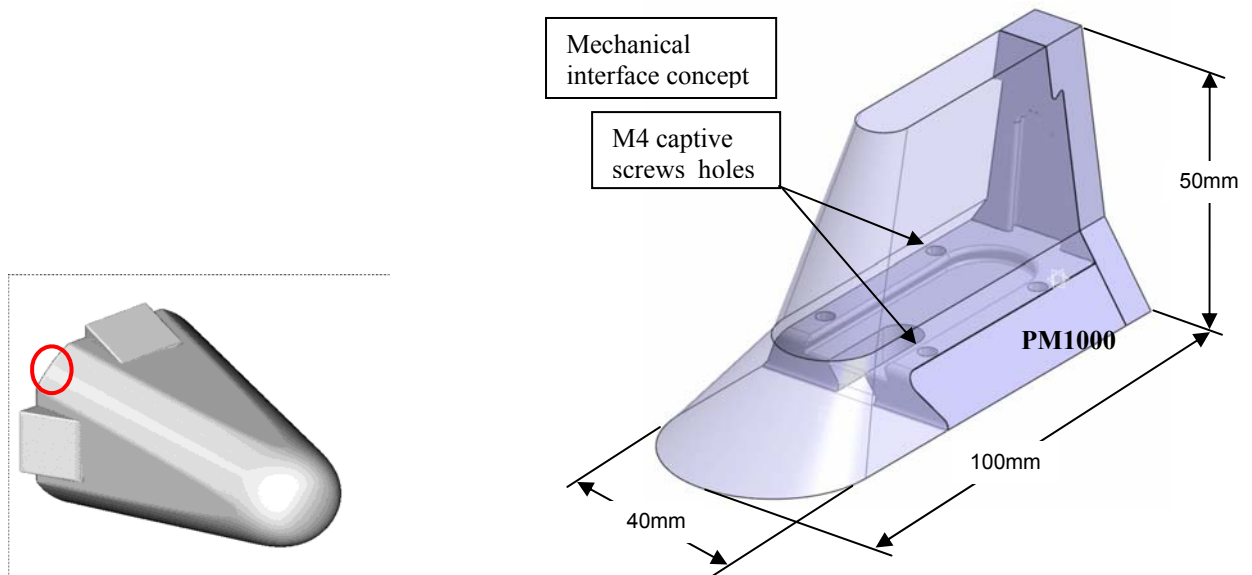 Mechanical
interface concept
M4 captive
screws holes
50mm
PM1000
100mm
40mm